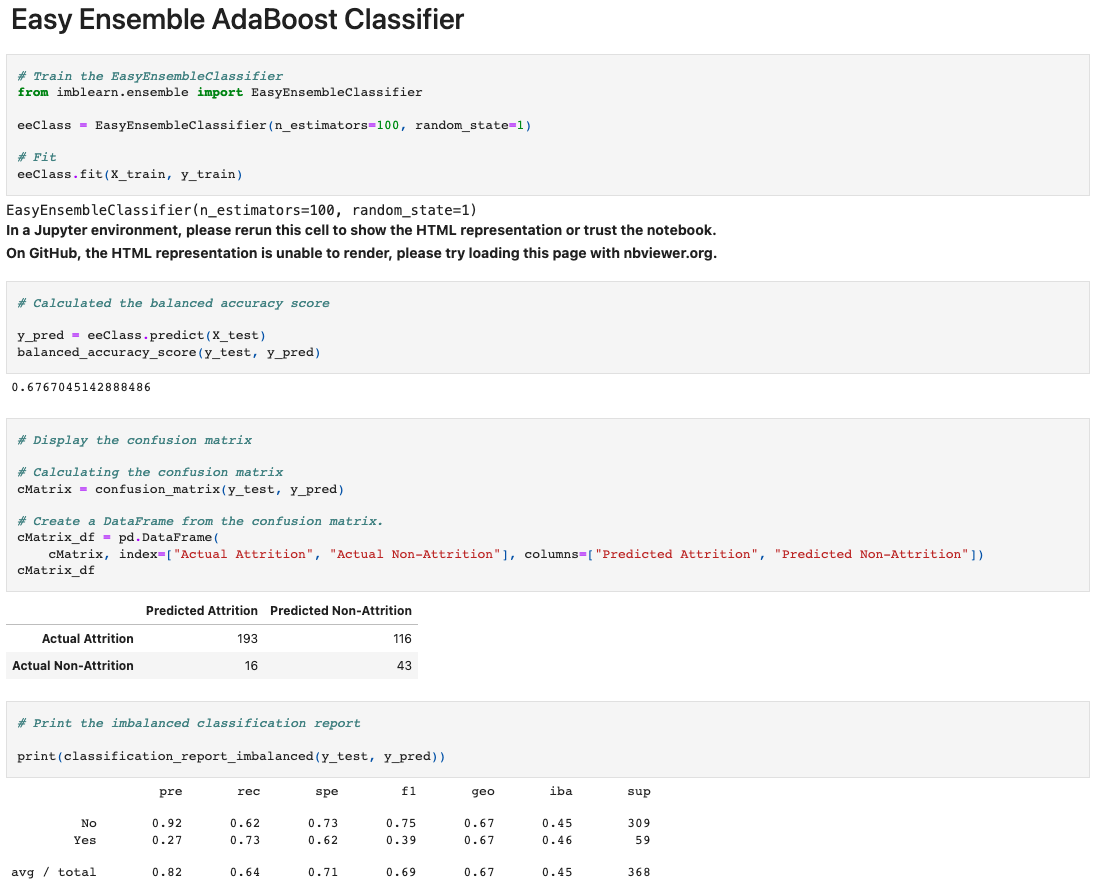 Easy Ensemble AdaBoost Classifier
# Train the EasyEnsembleClassifier
from imblearn.ensemble import EasyEnsembleClassifier
eeClass = EasyEnsembleClassifier(n_estimators=100, random_state=1)
# Fit
eeClass.fit(X_train, y_train)
EasyEnsembleClassifier(n_estimators=100, random_state=1)
In a Jupyter environment, please rerun this cell to show the HTML representation or trust the notebook.
On GitHub, the HTML representation is unable to render, please try loading this page with nbviewer.org.
# Calculated the balanced accuracy score
y_pred = eeClass.predict(X_test)
balanced_accuracy_score(y_test, y_pred)
0.6767045142888486
# Display the confusion matrix
# Calculating the confusion matrix
cMatrix = confusion_matrix(y_test, y_pred)
# Create a DataFrame from the confusion matrix.
cMatrix_df = pd.DataFrame(
    cMatrix, index=["Actual Attrition", "Actual Non-Attrition"], columns=["Predicted Attrition", "Predicted Non-Attrition"])
cMatrix_df
Predicted Attrition Predicted Non-Attrition
Actual Attrition 193 116
Actual Non-Attrition 16 43
# Print the imbalanced classification report
print(classification_report_imbalanced(y_test, y_pred))
pre rec spe f1 geo iba sup
No 0.92 0.62 0.73 0.75 0.67 0.45 309
Yes 0.27 0.73 0.62 0.39 0.67 0.46 59
avg / total 0.82 0.64 0.71 0.69 0.67 0.45 368